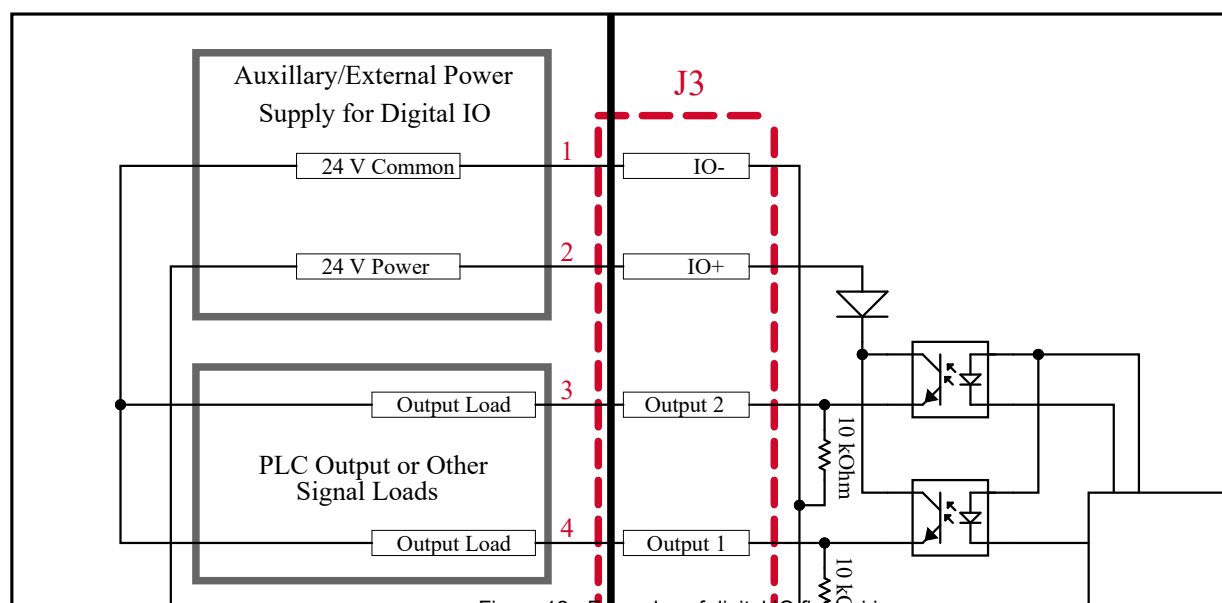 Auxillary/External Power
Supply for Digital IO
J3
24 V Common
1
IO-
24 V Power
2
IO+
Output Load
3
Output 2
10 kOhm
PLC Output or Other
Signal Loads
Output Load
4
Output 1